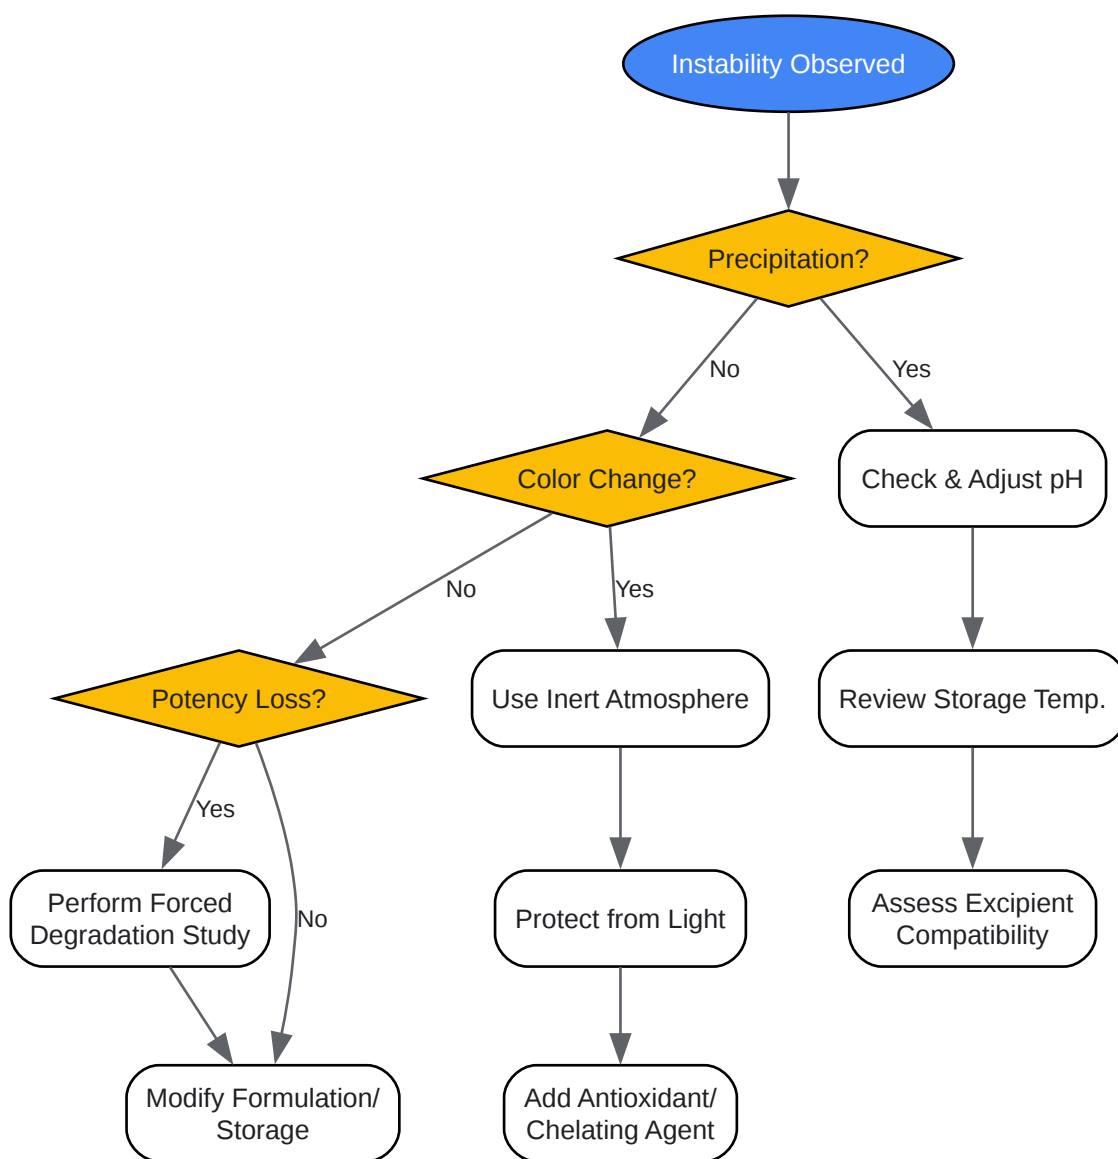 Instability Observed
Precipitation?
No
Yes
Color Change?
Check & Adjust pH
No
Yes
Potency Loss?
Use Inert Atmosphere
Review Storage Temp.
Yes
Perform Forced
Degradation Study
No
Protect from Light
Assess Excipient
Compatibility
Modify Formulation/
Storage
Add Antioxidant/
Chelating Agent